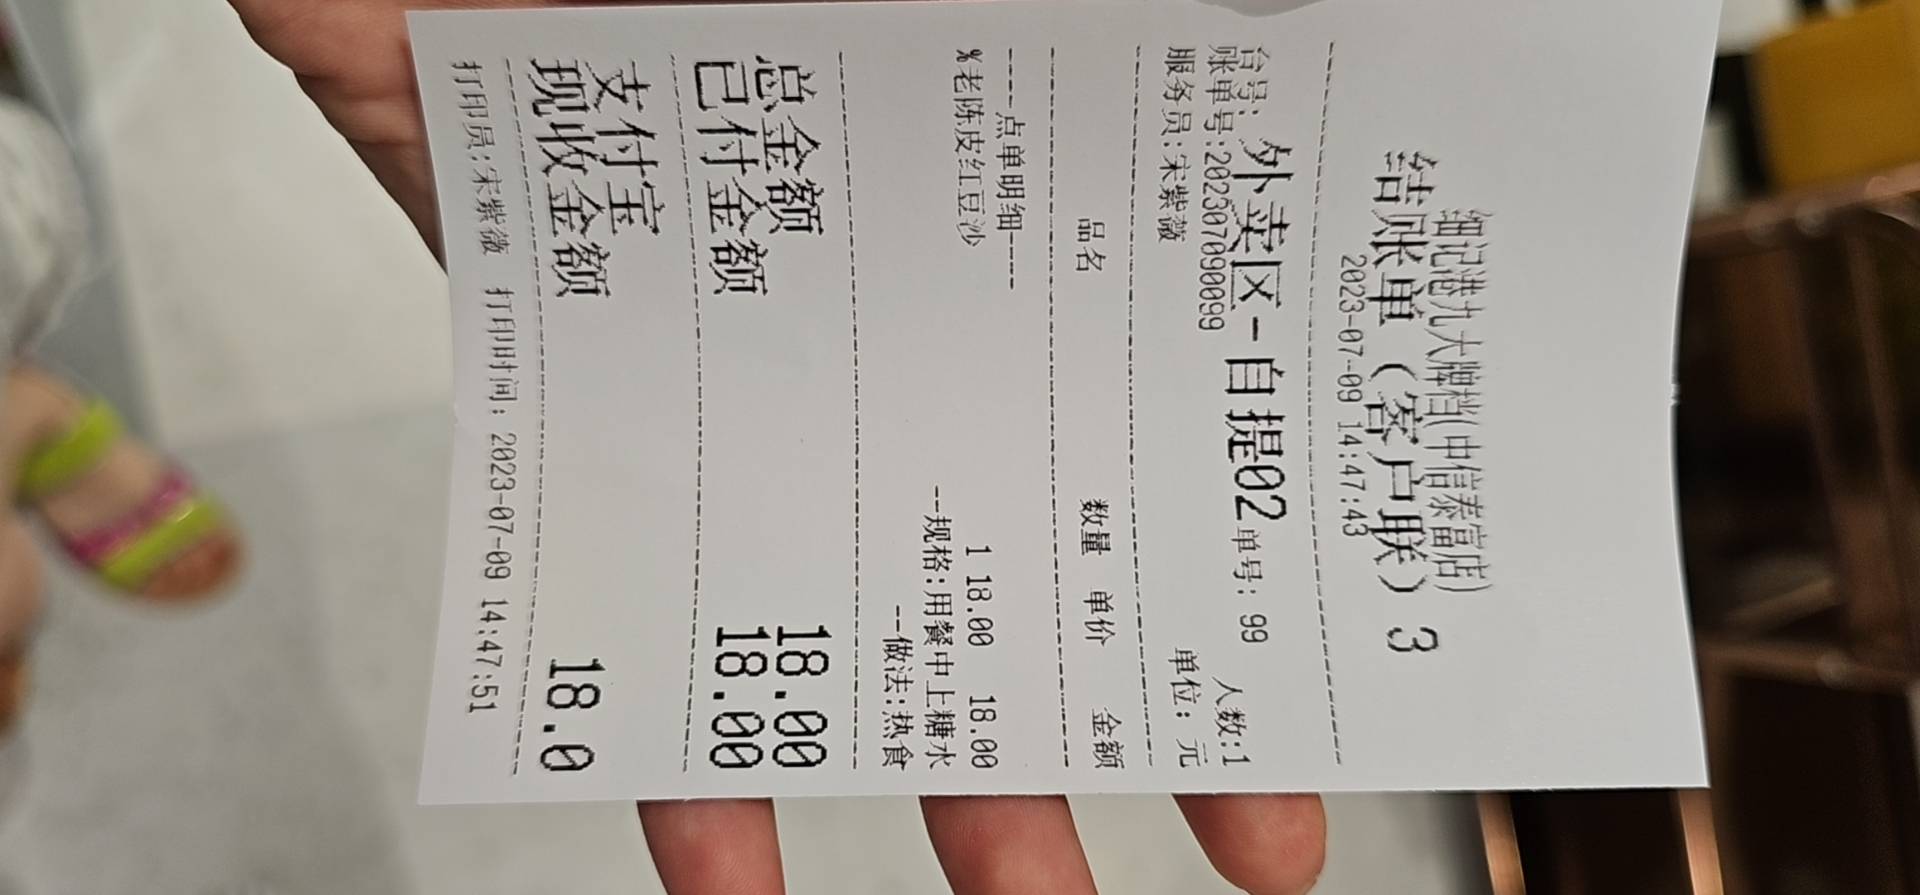 细记港九大牌档(中信泰富店)
结账单(客户联) 3
2023-07-09 14:47:43
台号: 外卖区-自提02 单号: 99 人数:1
账单号:20230709000099
服务员:宋紫薇 单位: 元
品名 数量 单价 金额
----点单明细----
%老陈皮红豆沙 1 18.00 18.00
--规格:用餐中上糖水
--做法:热食
总金额 18.00
已付金额 18.00
支付宝
现收金额 18.0
打印员:宋紫薇 打印时间: 2023-07-09 14:47:51